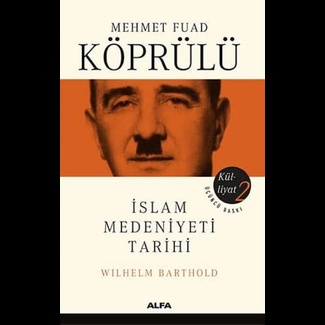 MEHMET FUAD
KÖPRÜLÜ
Kül-
liyat 2
ÜÇÜNCÜ BASKI
İSLAM
MEDENİYETİ
TARİHİ
WILHELM BARTHOLD
ALFA